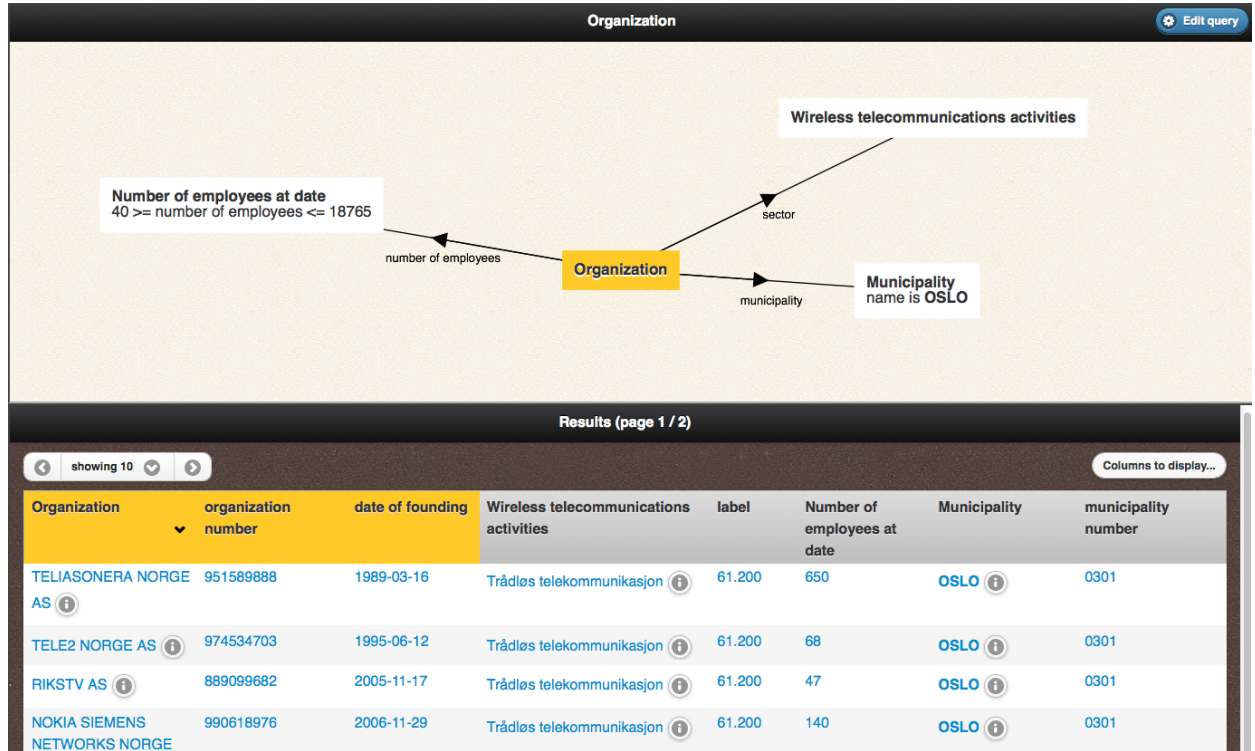 Organization
Edit query
Wireless telecommunications activities
Number of employees at date
40 >= number of employees <= 18765
sector
number of employees
Organization
Municipality
name is OSLO
municipality
Results (page 1 / 2)
showing 10
Columns to display...
Organization organization number date of founding Wireless telecommunications activities label Number of employees at date Municipality municipality number
TELIASONERA NORGE AS 951589888 1989-03-16 Trådløs telekommunikasjon 61.200 650 OSLO 0301
TELE2 NORGE AS 974534703 1995-06-12 Trådløs telekommunikasjon 61.200 68 OSLO 0301
RIKSTV AS 889099682 2005-11-17 Trådløs telekommunikasjon 61.200 47 OSLO 0301
NOKIA SIEMENS NETWORKS NORGE 990618976 2006-11-29 Trådløs telekommunikasjon 61.200 140 OSLO 0301